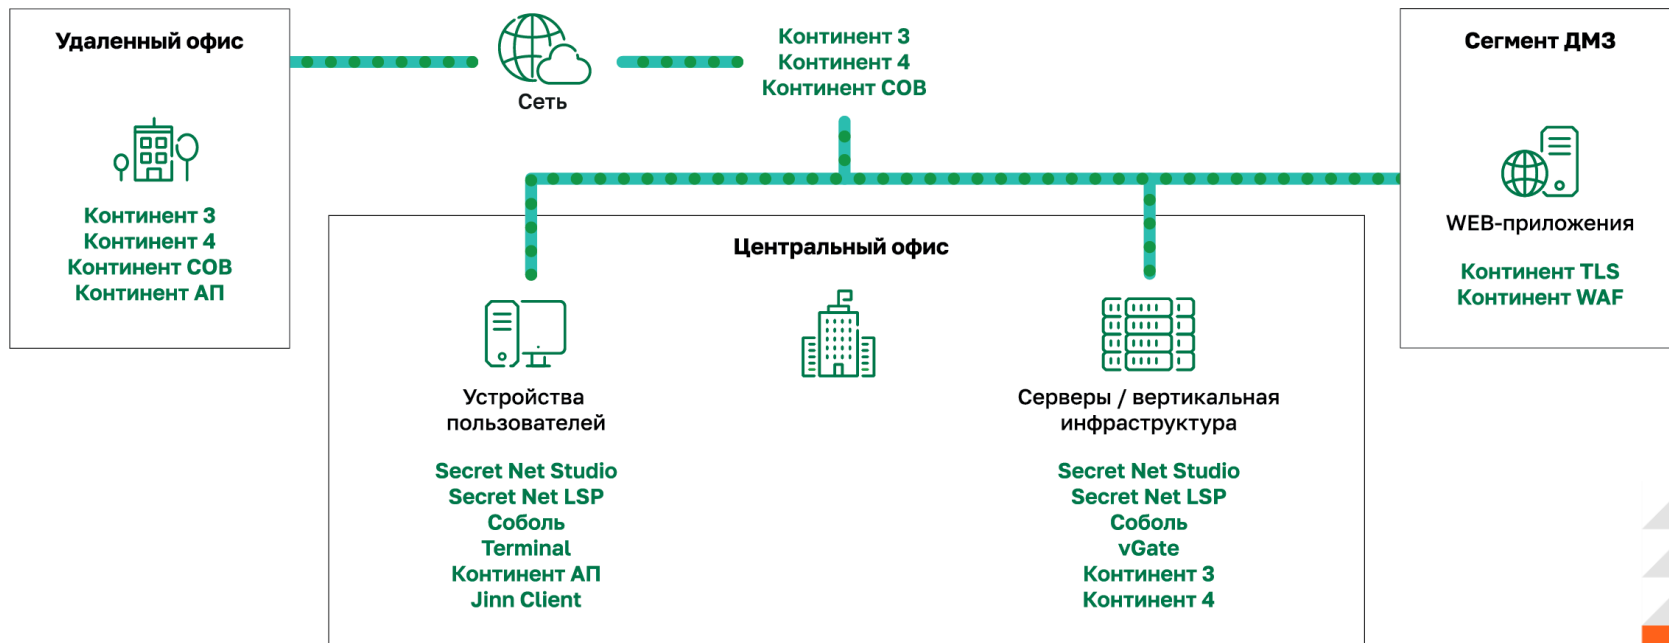 Удаленный офис
Континент 3
Континент 4
Континент СОВ
Континент АП
Сеть
Континент 3
Континент 4
Континент СОВ
Сегмент ДМЗ
WEB-приложения
Континент TLS
Континент WAF
Центральный офис
Устройства
пользователей
Secret Net Studio
Secret Net LSP
Соболь
Terminal
Континент АП
Jinn Client
Серверы / вертикальная
инфраструктура
Secret Net Studio
Secret Net LSP
Соболь
vGate
Континент 3
Континент 4